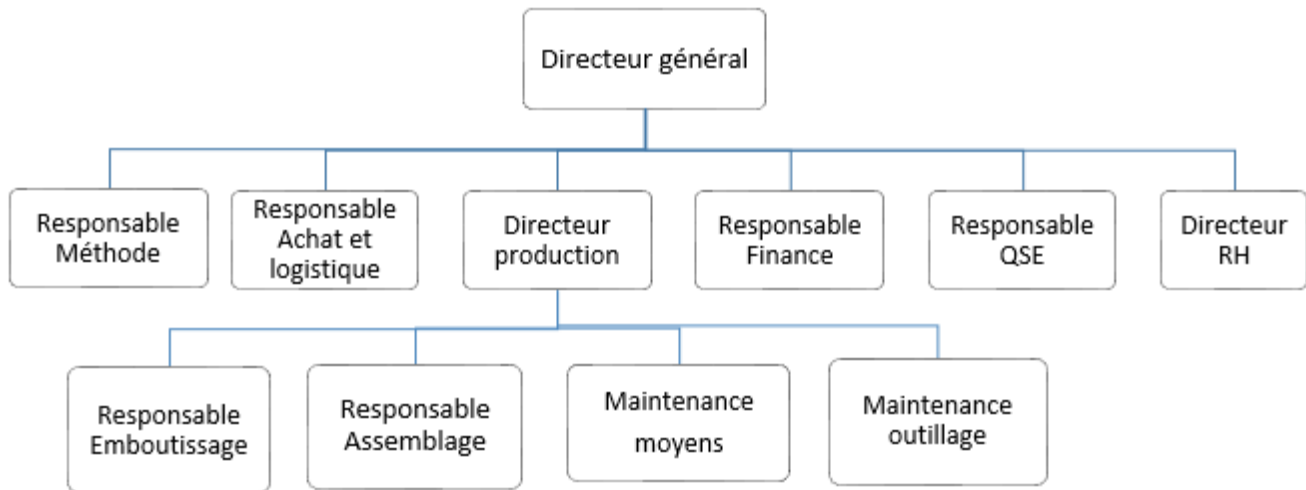 Directeur général
Responsable
Méthode
Responsable
Achat et
logistique
Directeur
production
Responsable
Finance
Responsable
QSE
Directeur
RH
Responsable
Emboutissage
Responsable
Assemblage
Maintenance
moyens
Maintenance
outillage